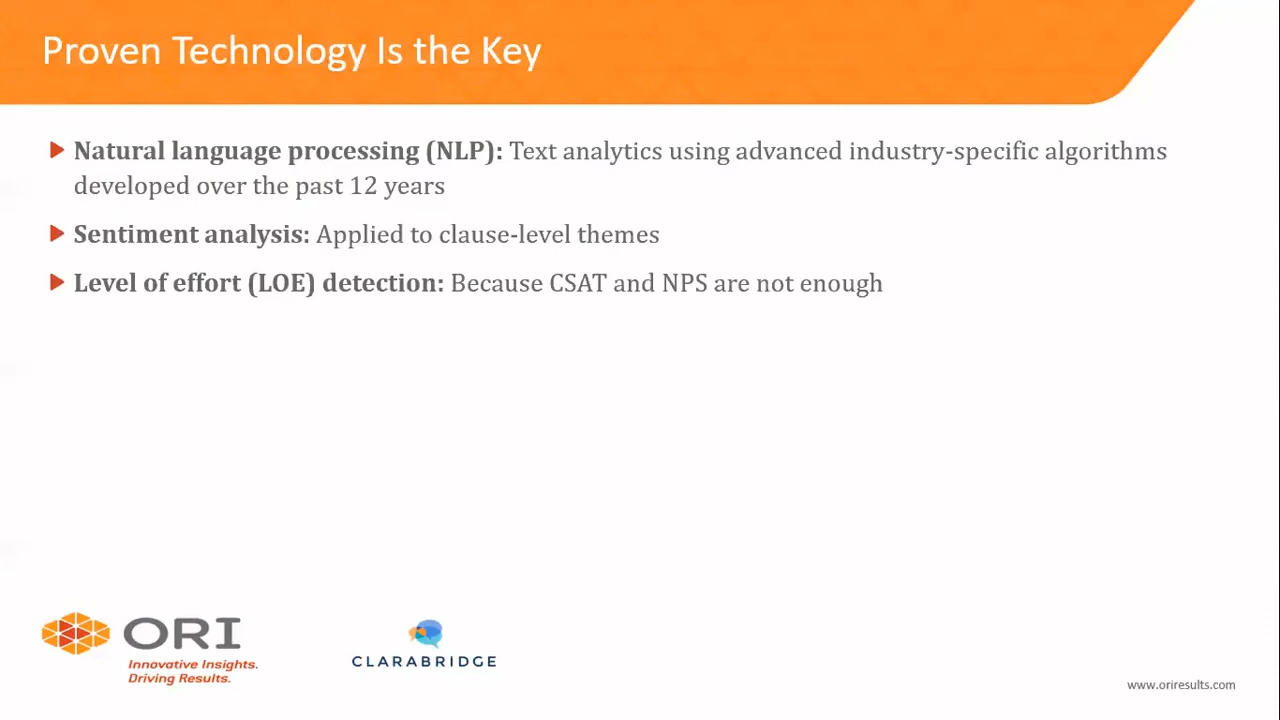 Proven Technology Is the Key
Natural language processing (NLP): Text analytics using advanced industry-specific algorithms
developed over the past 12 years
Sentiment analysis: Applied to clause-level themes
Level of effort (LOE) detection: Because CSAT and NPS are not enough
ORI
Innovative Insights.
Driving Results.
CLARABRIDGE
www.oriresults.com